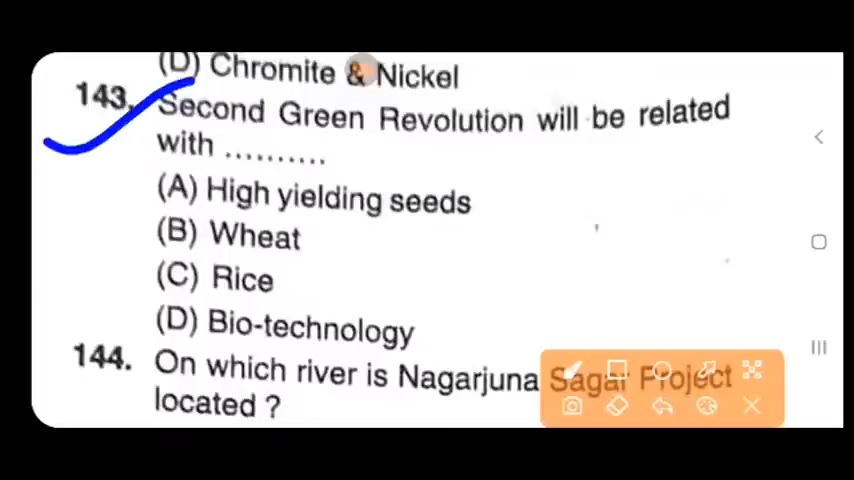 (D) Chromite & Nickel
143. Second Green Revolution will be related
with ..........
(A) High yielding seeds
(B) Wheat
(C) Rice
(D) Bio-technology
144. On which river is Nagarjuna Sagar Project
located ?